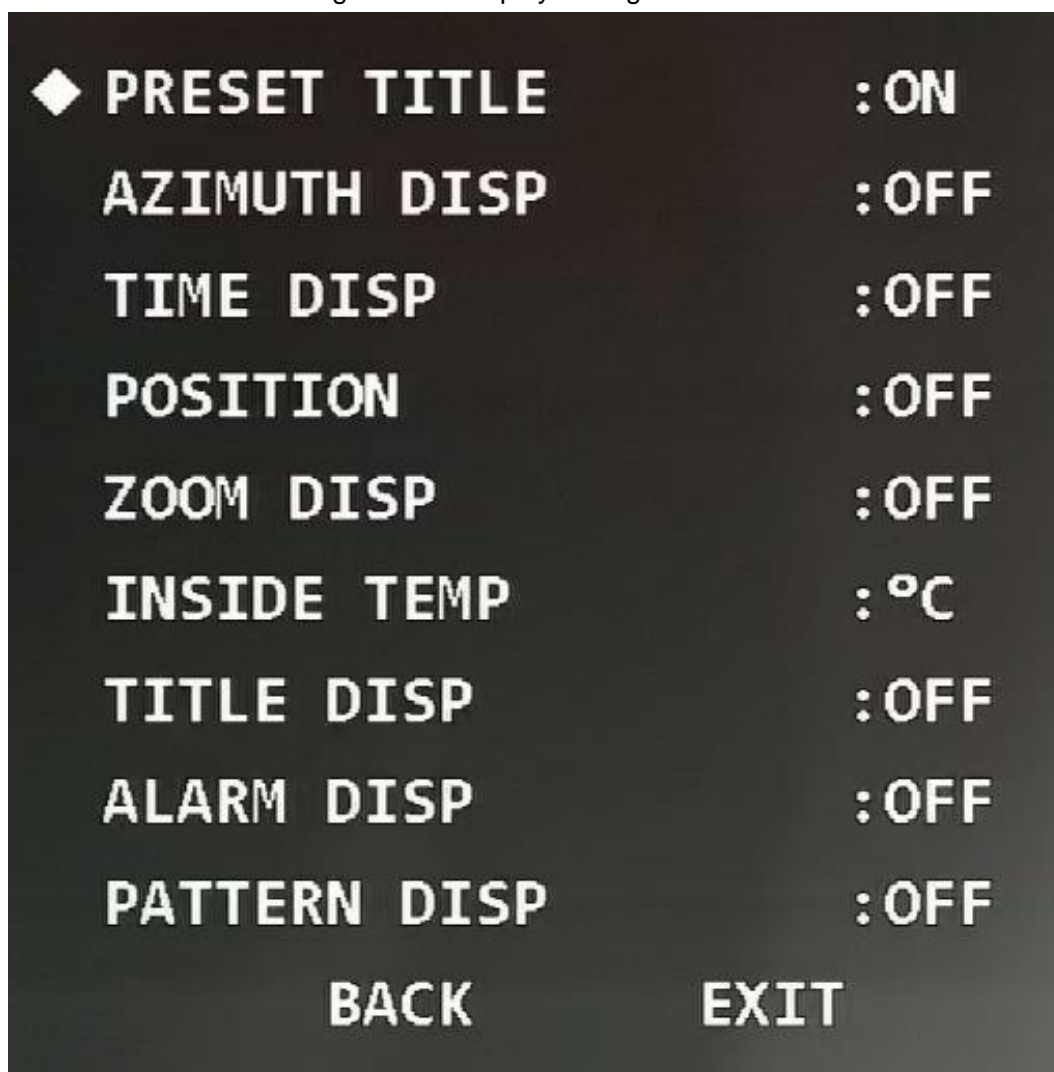 PRESET TITLE :ON
AZIMUTH DISP :OFF
TIME DISP :OFF
POSITION :OFF
ZOOM DISP :OFF
INSIDE TEMP :°C
TITLE DISP :OFF
ALARM DISP :OFF
PATTERN DISP :OFF
BACK EXIT